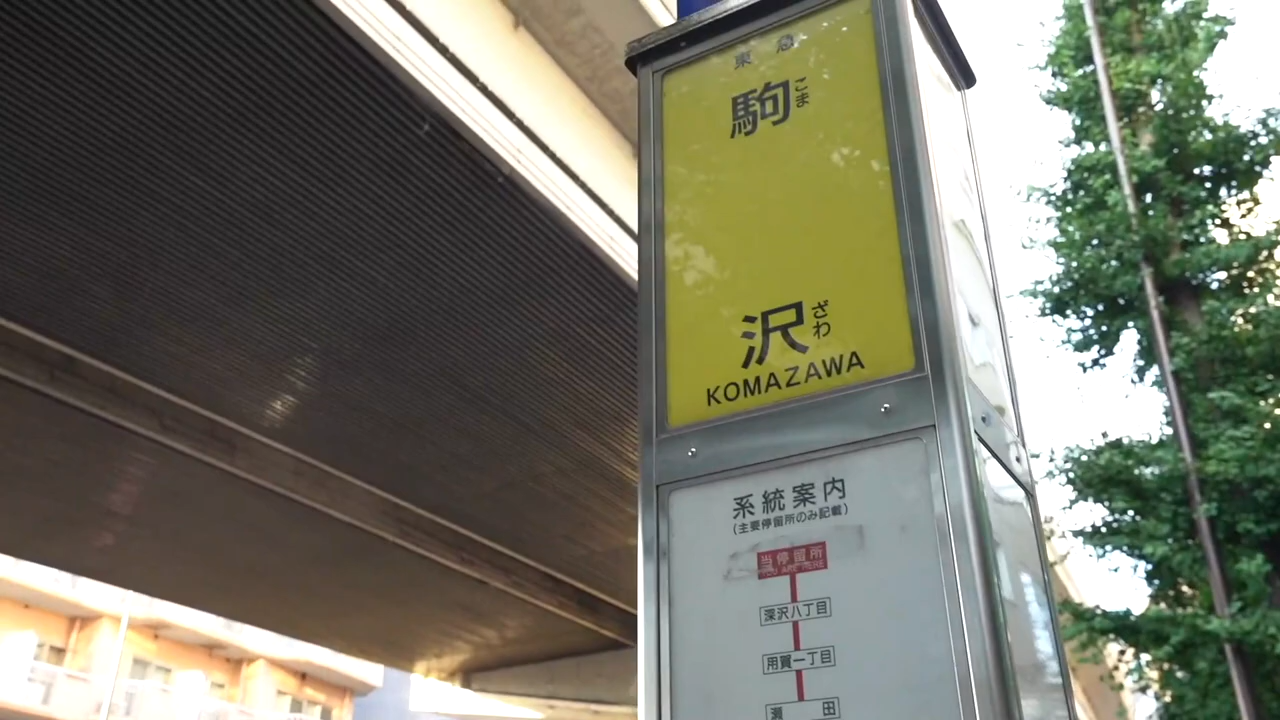 東急
駒
こま
沢
ざわ
KOMAZAWA
系統案内
(主要停留所のみ記載)
当停留所
YOU ARE HERE
深沢八丁目
用賀一丁目
瀬田